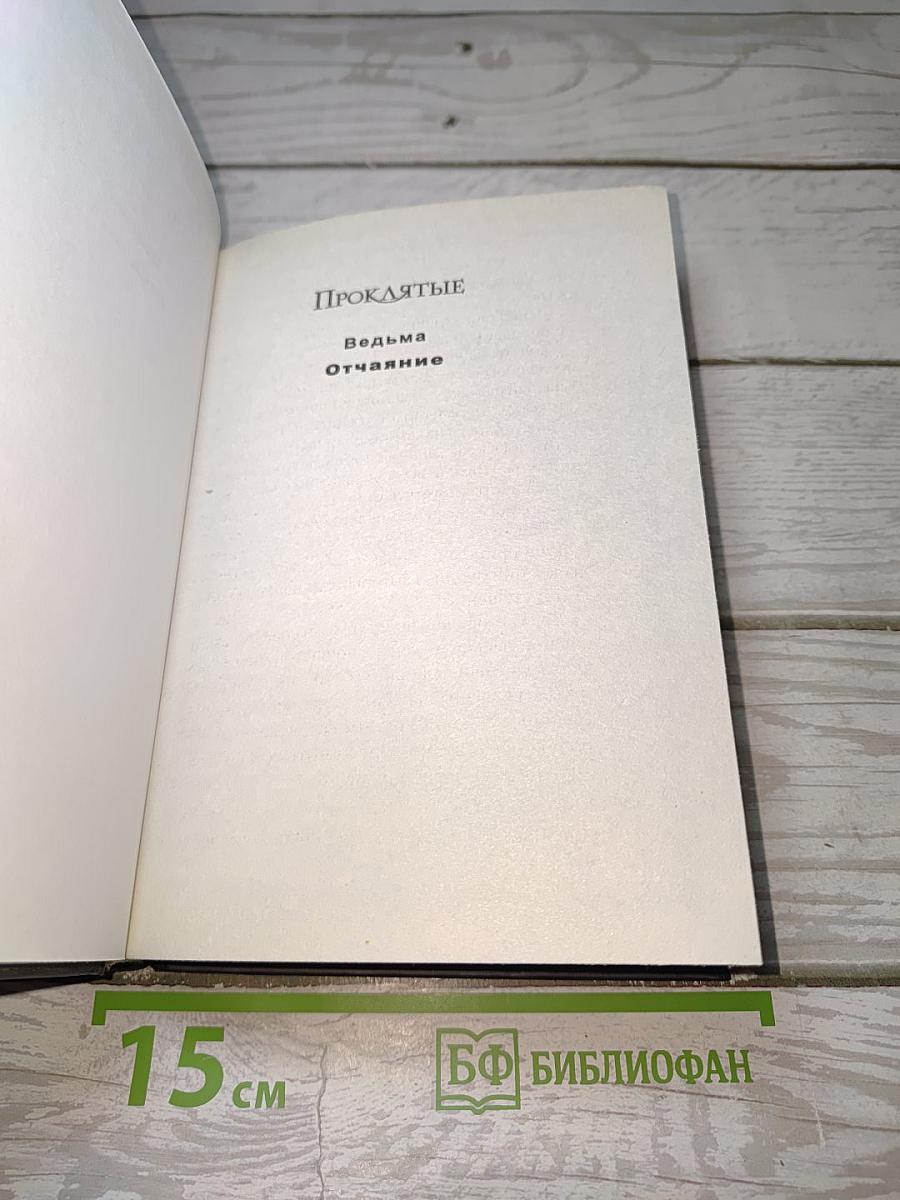 Проклятые
Ведьма
Отчаяние
15 см
БФ БИБЛИОФАН